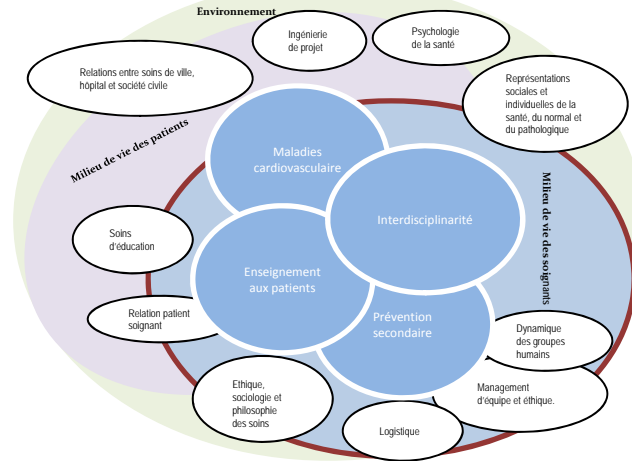 Environnement
Ingénierie
de projet
Psychologie
de la santé
Relations entre soins de ville,
hôpital et société civile
Représentations
sociales et
individuelles de la
santé, du normal et
du pathologique
Milieu de vie des patients
Maladies
cardiovasculaire
Interdisciplinarité
Milieu de vie des soignants
Soins
d'éducation
Enseignement
aux patients
Relation patient
soignant
Prévention
secondaire
Dynamique
des groupes
humains
Ethique,
sociologie et
philosophie
des soins
Management
d'équipe et éthique.
Logistique